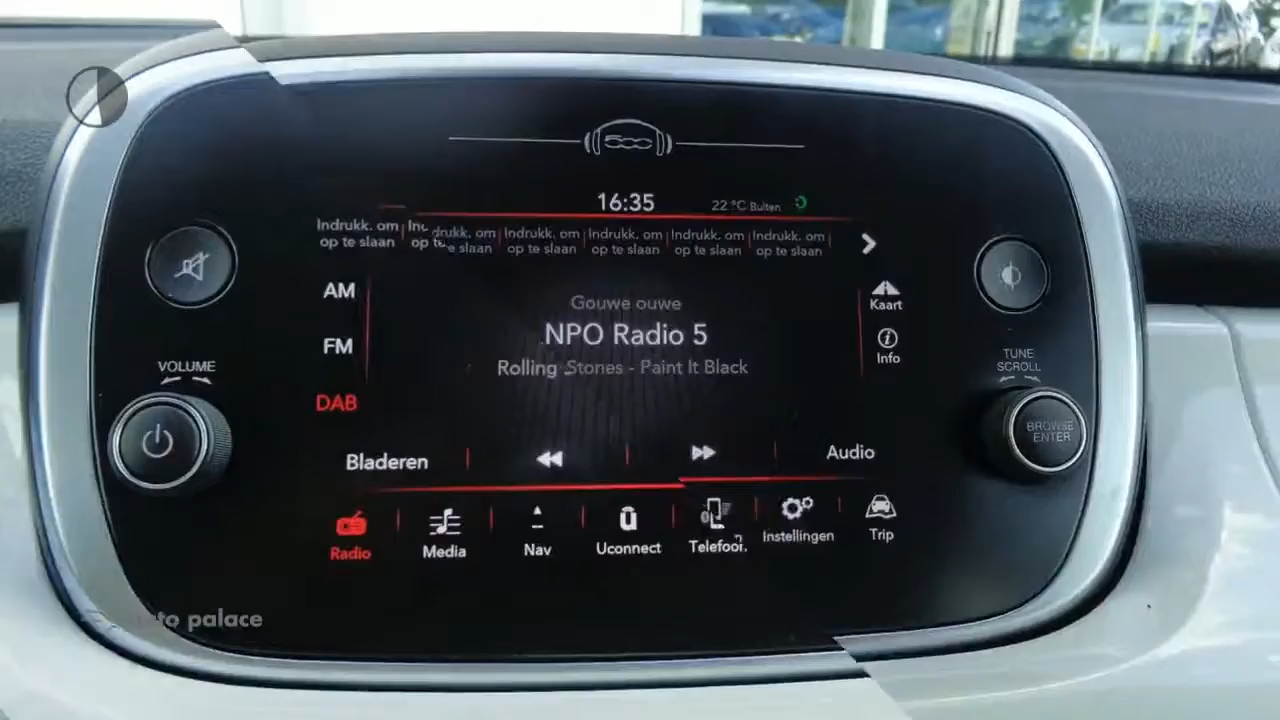 500
16:35
22 °C Buiten
Indrukk. om
op te slaan
Indrukk. om
op te slaan
Indrukk. om
op te slaan
Indrukk. om
op te slaan
Indrukk. om
op te slaan
Indrukk. om
op te slaan
AM
FM
DAB
VOLUME
Gouwe ouwe
NPO Radio 5
Rolling Stones - Paint It Black
Kaart
Info
TUNE
SCROLL
BROWSE
ENTER
Bladeren
Audio
Radio
Media
Nav
Uconnect
Telefoon
Instellingen
Trip
palace